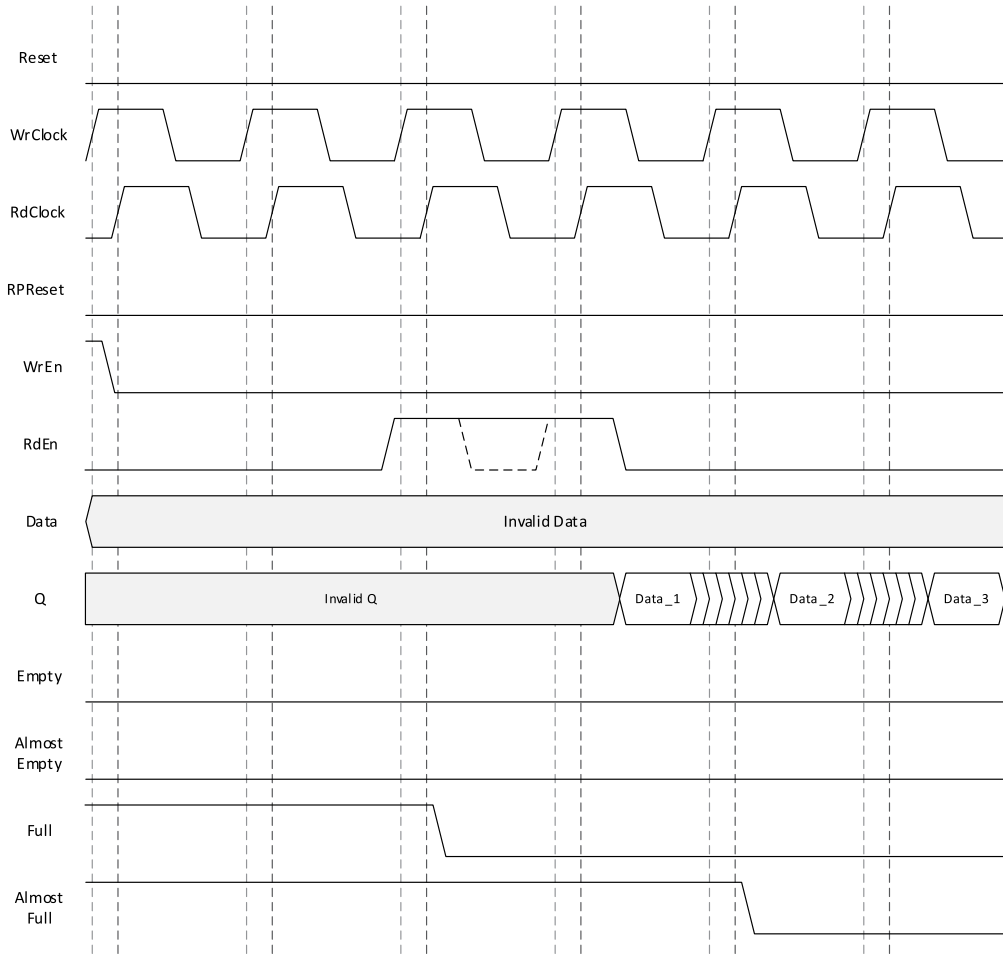 Reset
WrClock
RdClock
RPReset
WrEn
RdEn
Data
Invalid Data
Q
Invalid Q
Data_1
Data_2
Data_3
Empty
Almost
Empty
Full
Almost
Full